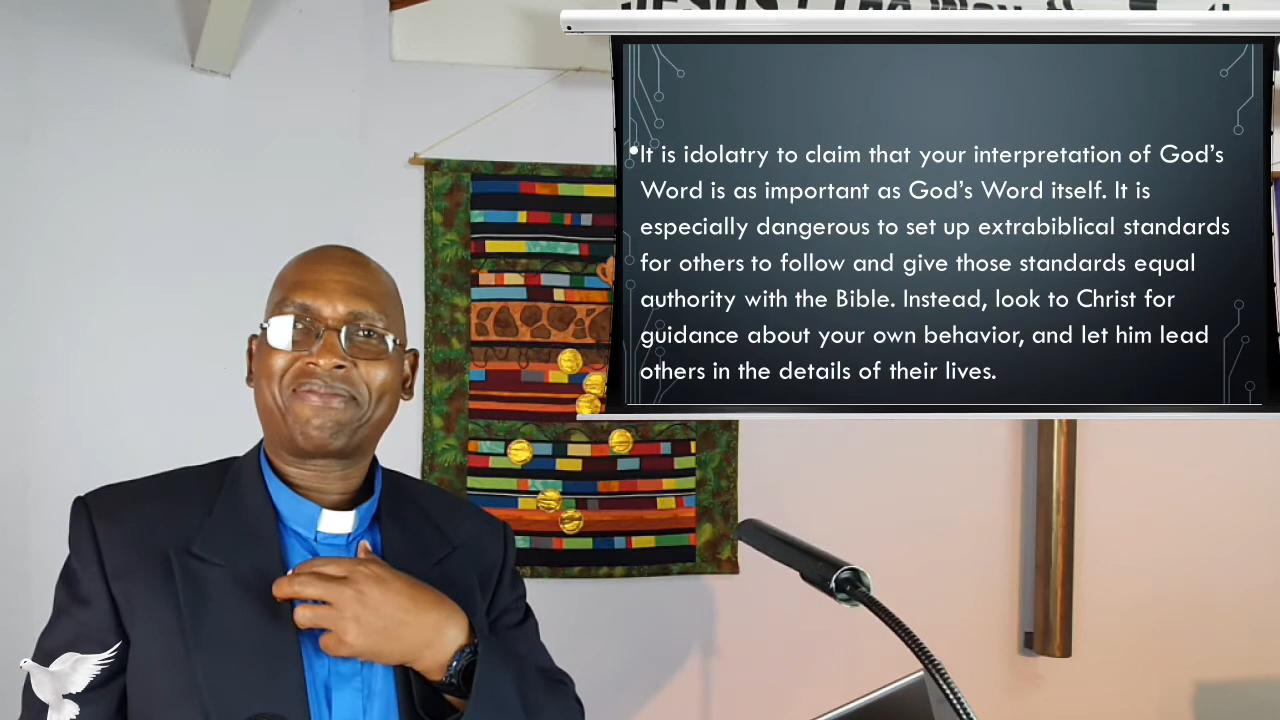 JESUS
•It is idolatry to claim that your interpretation of God's
Word is as important as God's Word itself. It is
especially dangerous to set up extrabiblical standards
for others to follow and give those standards equal
authority with the Bible. Instead, look to Christ for
guidance about your own behavior, and let him lead
others in the details of their lives.